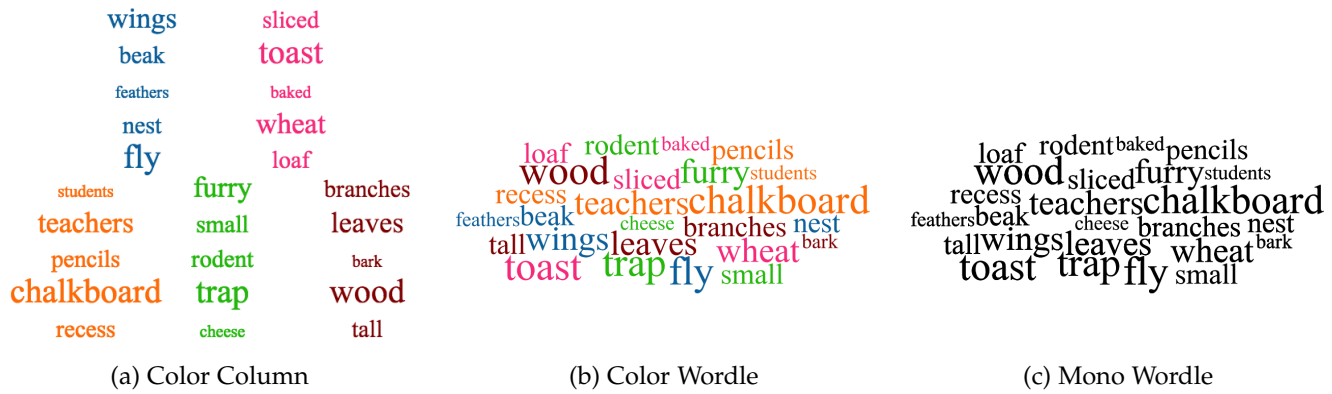 wings sliced
beak toast
feathers baked
nest wheat
fly loaf
students furry branches
teachers small leaves
pencils rodent bark
chalkboard trap wood
recess cheese tall
(a) Color Column
loaf rodent baked pencils
wood sliced furry students
recess teachers chalkboard
feathers beak cheese branches nest
tall wings leaves wheat bark
toast trap fly small
(b) Color Wordle
loaf rodent baked pencils
wood sliced furry students
recess teachers chalkboard
feathers beak cheese branches nest
tall wings leaves wheat bark
toast trap fly small
(c) Mono Wordle